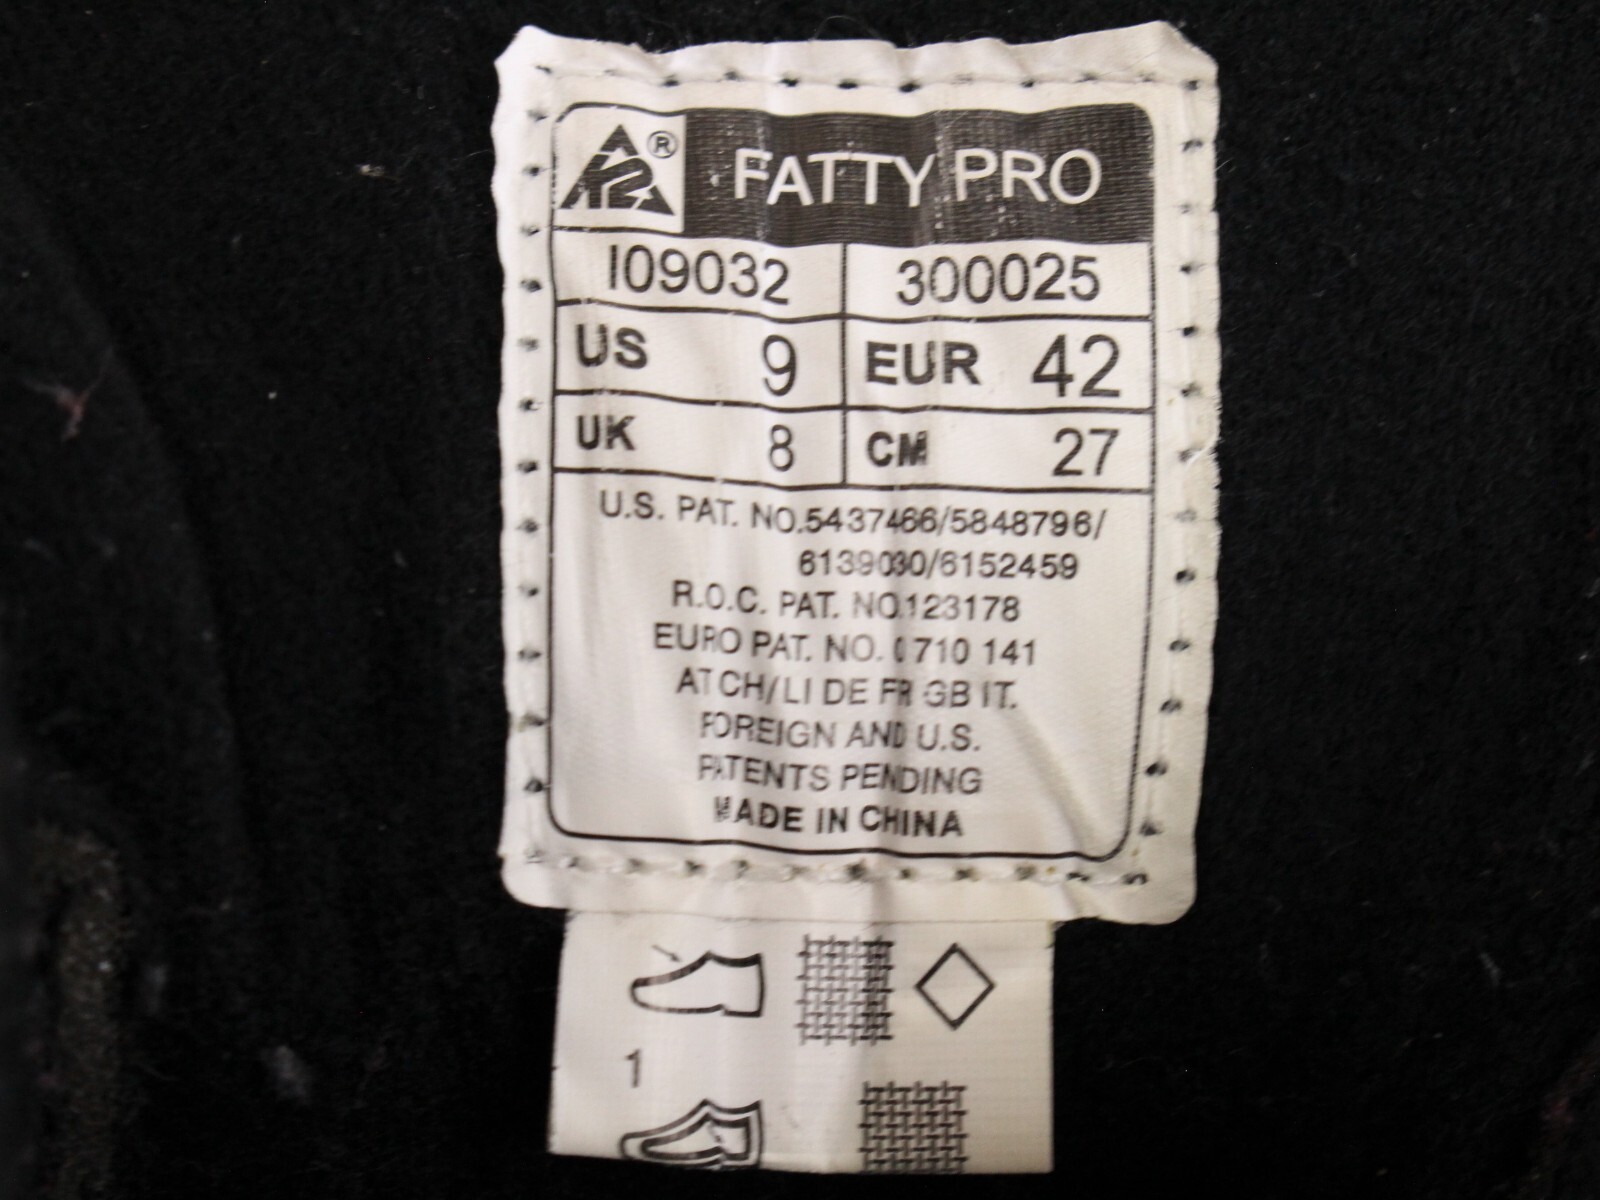 K2® FATTY PRO
I09032 300025
US 9 EUR 42
UK 8 CM 27
U.S. PAT. NO.5437466/5848796/
6139030/6152459
R.O.C. PAT. NO.123178
EURO PAT. NO. 0710 141
AT CH/LI DE FR GB IT.
FOREIGN AND U.S.
PATENTS PENDING
MADE IN CHINA
1